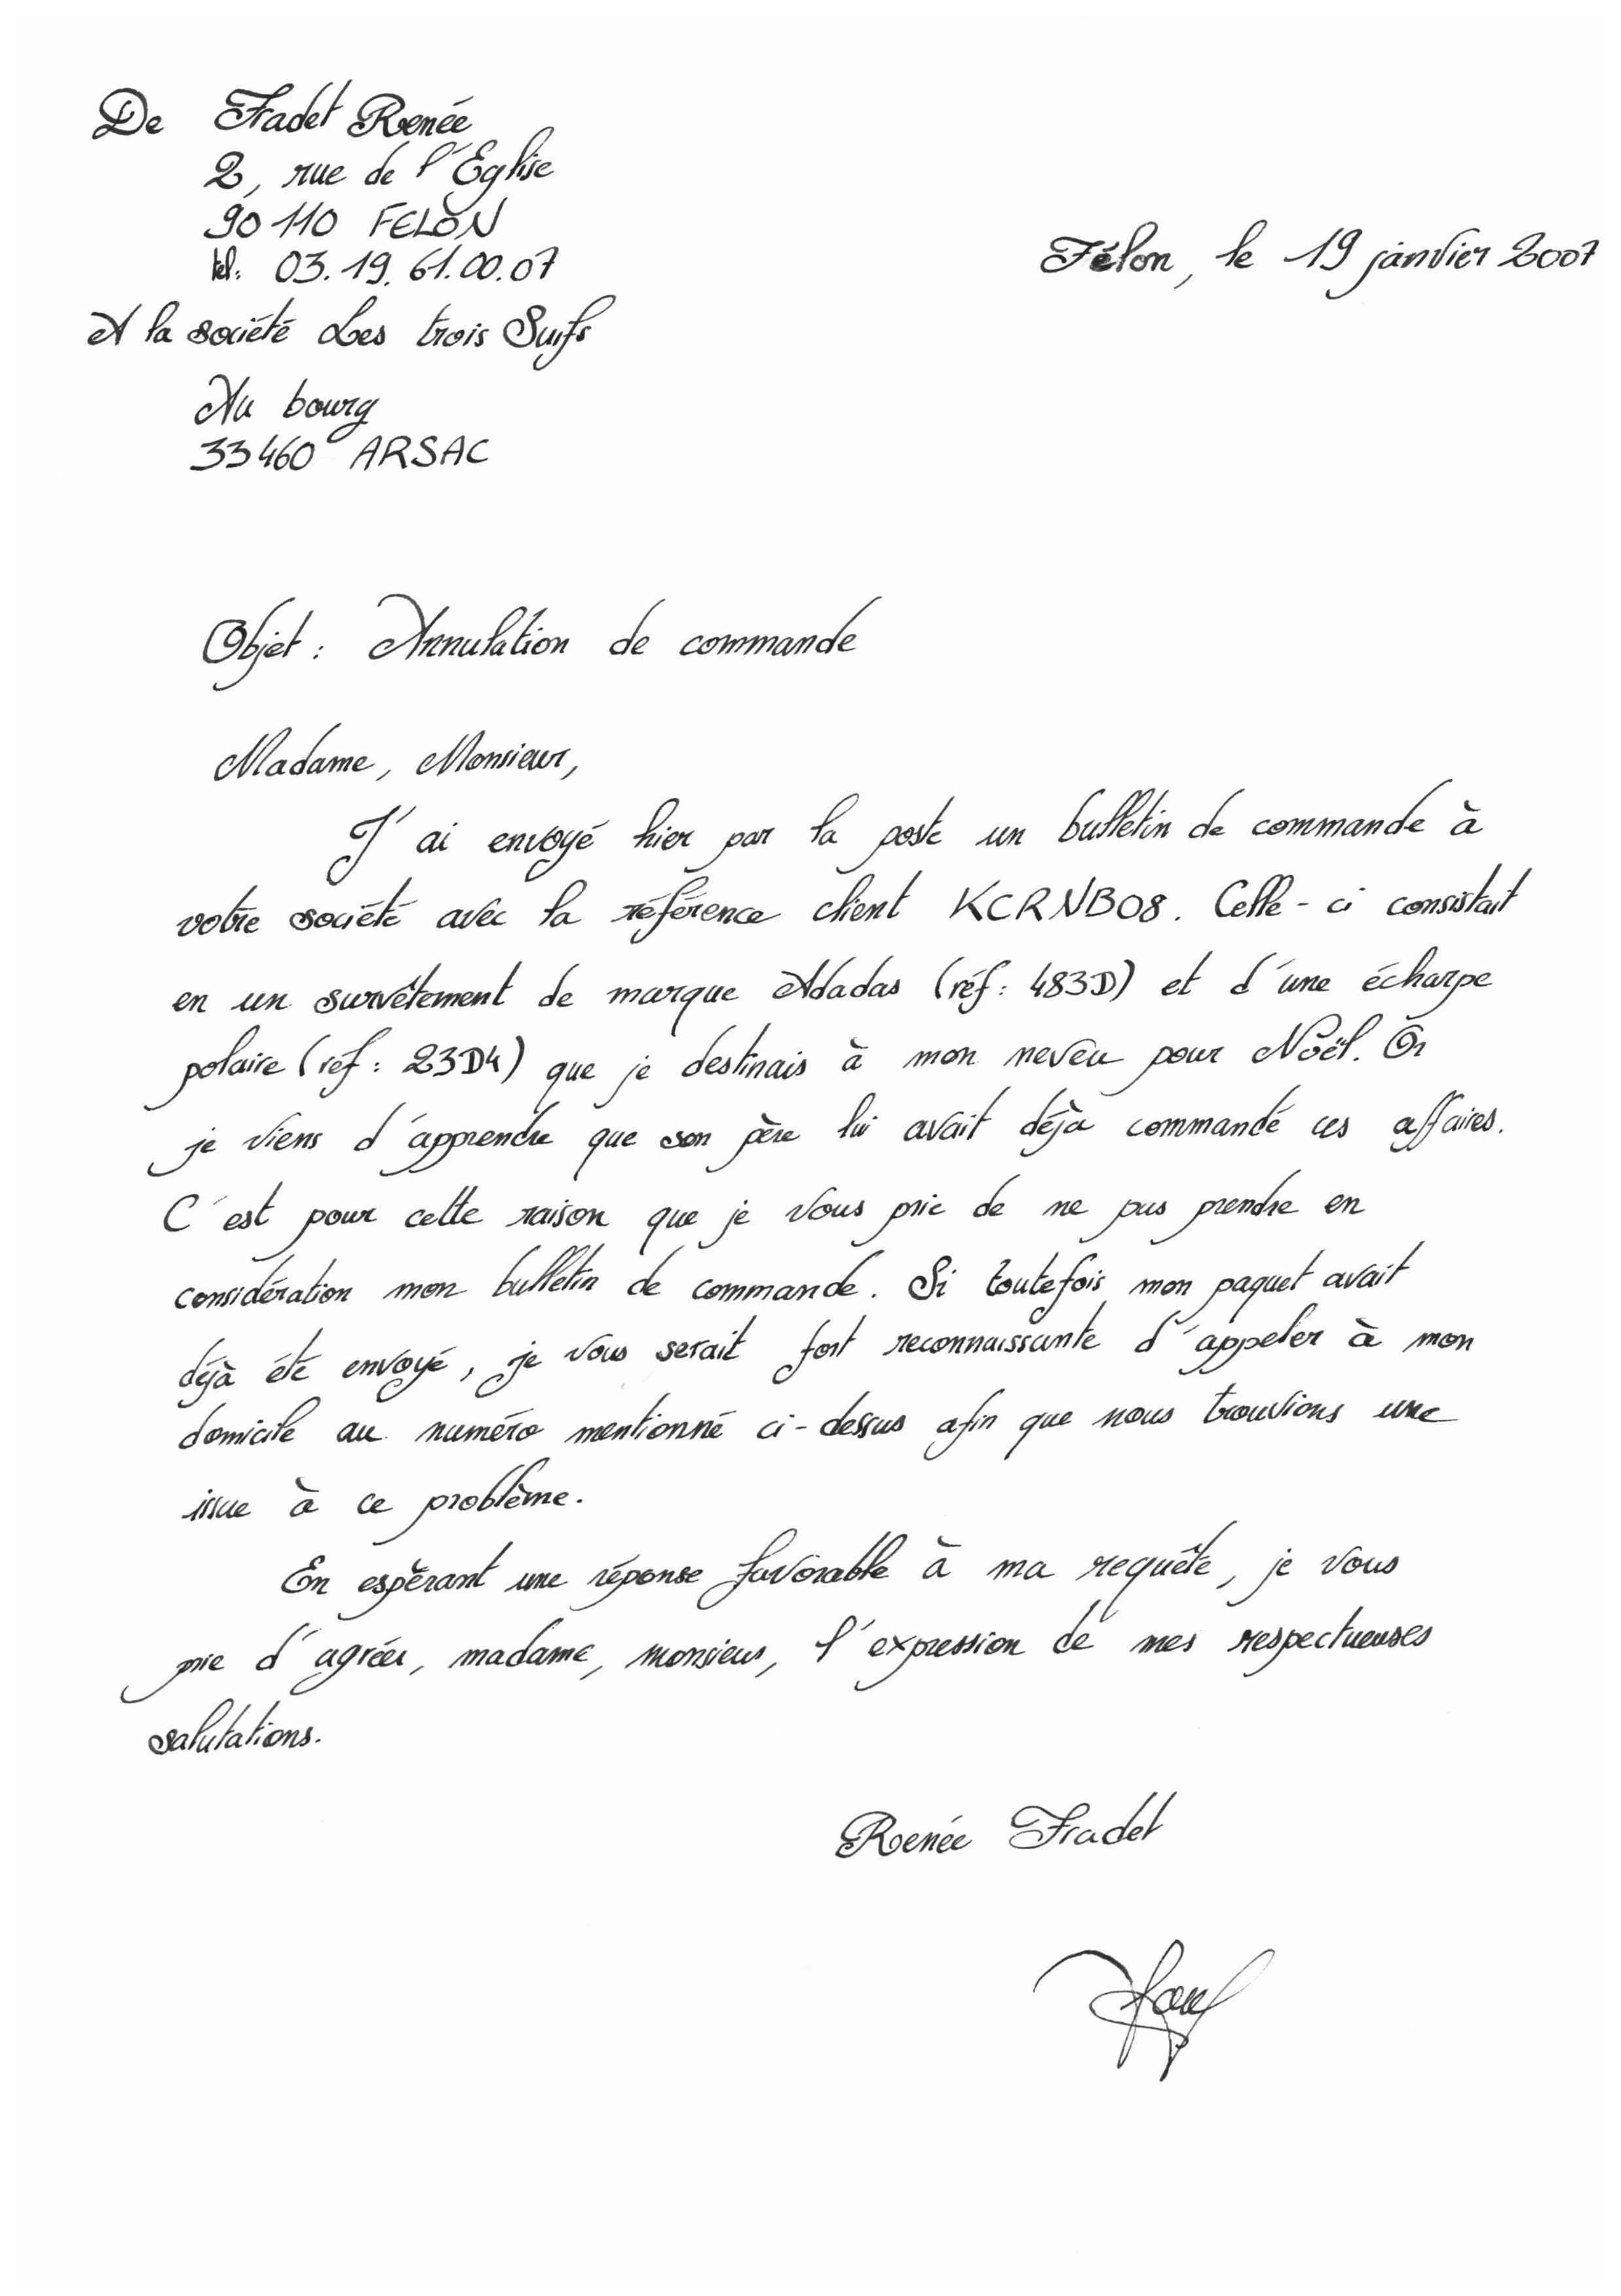 De Fradet Renée
2, rue de l'Eglise
90 110 FELON
tel: 03.19.61.00.07
Félon, le 19 janvier 2007
A la société Les trois Suifs
Au bourg
33460 ARSAC
Objet : Annulation de commande
Madame, Monsieur,
J'ai envoyé hier par la poste un bulletin de commande à
votre société avec la référence client KCRNB08. Celle-ci consistait
en un survêtement de marque Adadas (réf: 483D) et d'une écharpe
polaire (réf: 23D4) que je destinais à mon neveu pour Noël. Or
je viens d'apprendre que son père lui avait déjà commandé ces affaires.
C'est pour cette raison que je vous prie de ne pas prendre en
considération mon bulletin de commande. Si toutefois mon paquet avait
déjà été envoyé, je vous serait fort reconnaissante d'appeler à mon
domicile au numéro mentionné ci-dessus afin que nous trouvions une
issue à ce problème.
En espèrant une réponse favorable à ma requête, je vous
prie d'agréer, madame, monsieur, l'expression de mes respectueuses
salutations.
Renée Fradet